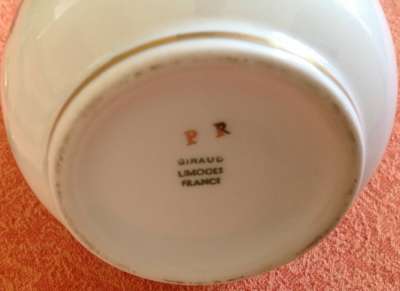 P R
GIRAUD
LIMOGES
FRANCE